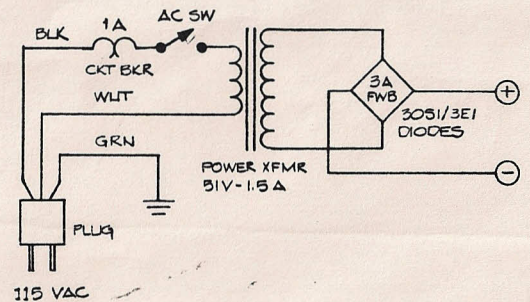 BLK
1A
AC SW
CKT BKR
WHT
GRN
PLUG
115 VAC
POWER XFMR
51V-1.5A
3A
FWB
30S1/3E1
DIODES
+
−